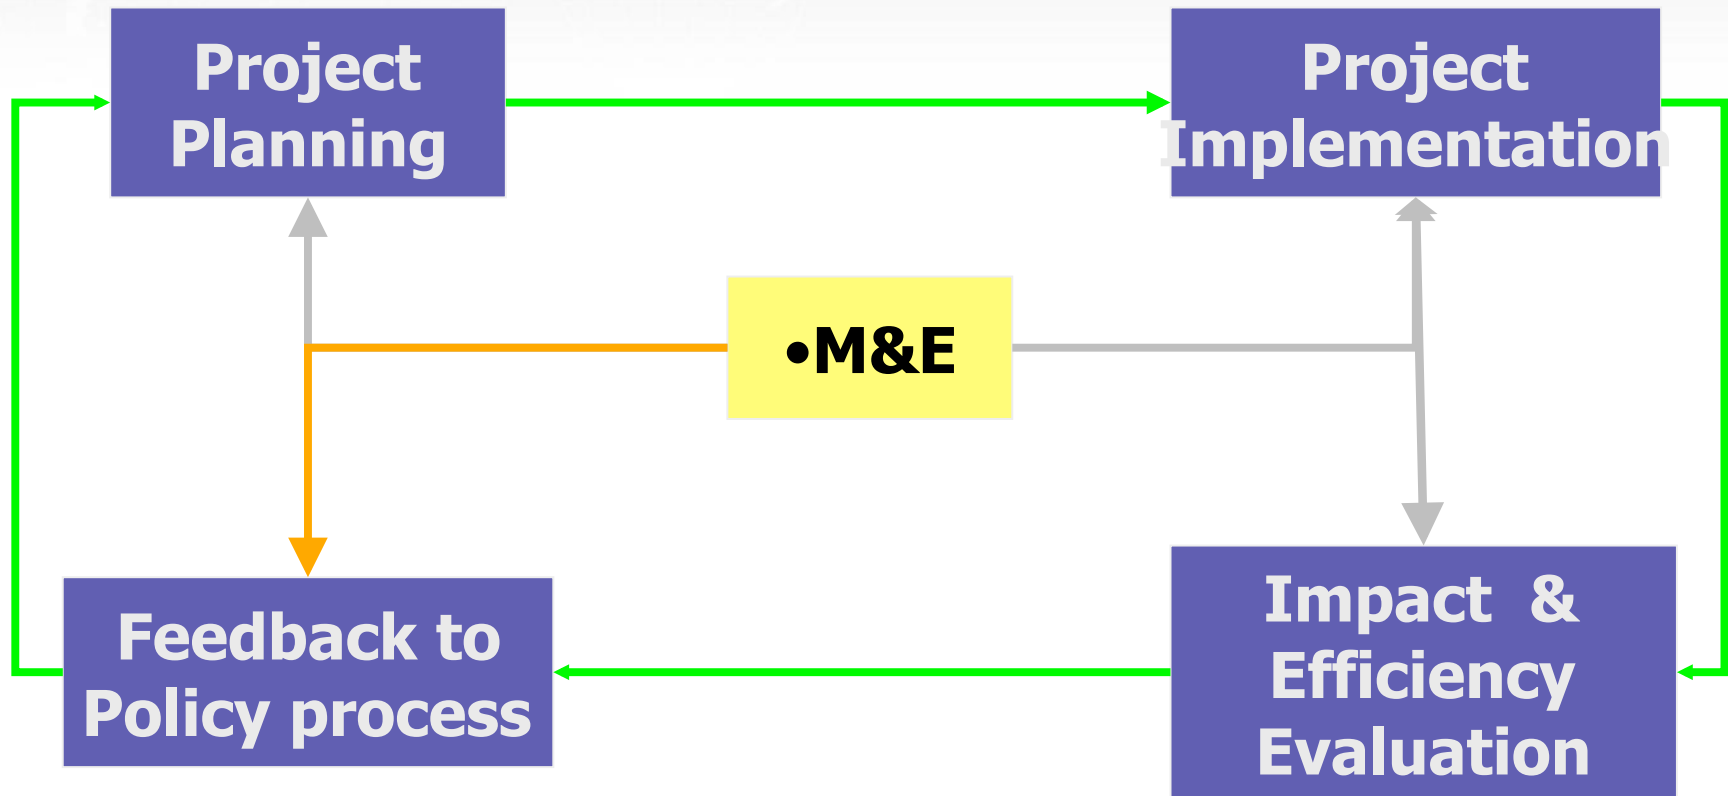 Project
Planning
Project
Implementation
•M&E
Feedback to
Policy process
Impact & 
Efficiency
Evaluation